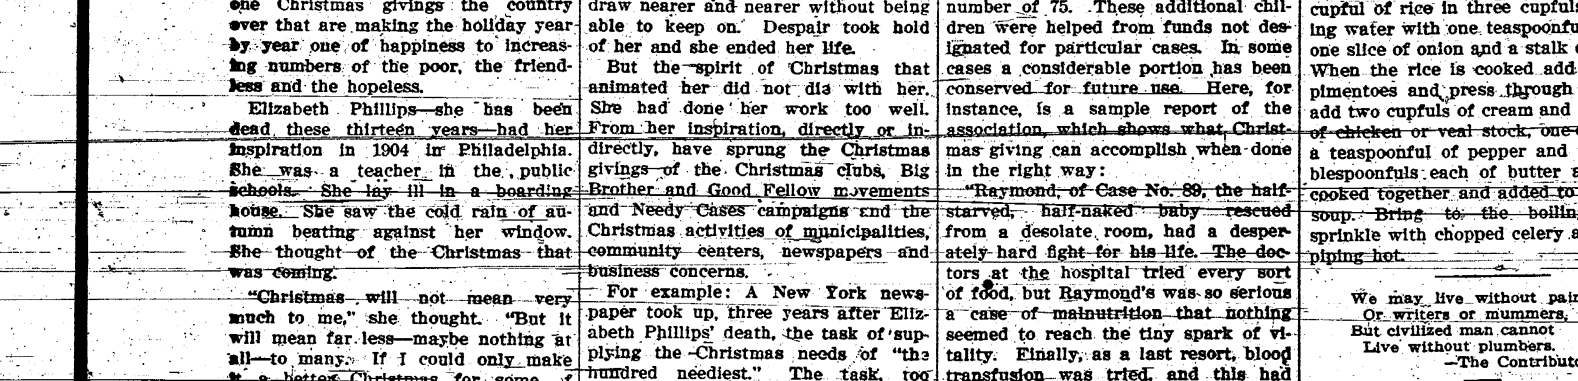 one Christmas givings the country
over that are making the holiday year
by year one of happiness to increas-
ing numbers of the poor, the friend-
less and the hopeless.
Elizabeth Phillips—she has been
dead these thirteen years—had her
inspiration in 1904 in Philadelphia.
She was a teacher in the public
schools. She lay ill in a boarding
house. She saw the cold rain of au-
tumn beating against her window.
She thought of the Christmas that
was coming.
"Christmas will not mean very
much to me," she thought. "But it
will mean far less—maybe nothing at
all—to many. If I could only make
a better Christmas for some of
draw nearer and nearer without being
able to keep on. Despair took hold
of her and she ended her life.
But the spirit of Christmas that
animated her did not die with her.
She had done her work too well.
From her inspiration, directly or in-
directly, have sprung the Christmas
givings of the Christmas clubs, Big
Brother and Good Fellow movements
and Needy Cases campaigns and the
Christmas activities of municipalities,
community centers, newspapers and
business concerns.
For example: A New York news-
paper took up, three years after Eliz-
abeth Phillips' death, the task of sup-
plying the Christmas needs of "the
hundred neediest." The task, too
number of 75. These additional chil-
dren were helped from funds not des-
ignated for particular cases. In some
cases a considerable portion has been
conserved for future use. Here, for
instance, is a sample report of the
association, which shows what Christ-
mas giving can accomplish when done
in the right way:
"Raymond, of Case No. 89, the half-
starved, half-naked baby rescued
from a desolate room, had a desper-
ately hard fight for his life. The doc-
tors at the hospital tried every sort
of food, but Raymond's was so serious
a case of malnutrition that nothing
seemed to reach the tiny spark of vi-
tality. Finally, as a last resort, blood
transfusion was tried, and this had
cupful of rice in three cupfuls
ing water with one teaspoonfu
one slice of onion and a stalk
When the rice is cooked add
pimentoes and press through
add two cupfuls of cream and
of chicken or veal stock, one-
a teaspoonful of pepper and
blespoonfuls each of butter
cooked together and added to
soup. Bring to the boilin
sprinkle with chopped celery
piping hot.
We may live without pain
Or writers or mummers,
But civilized man cannot
Live without plumbers.
—The Contributo